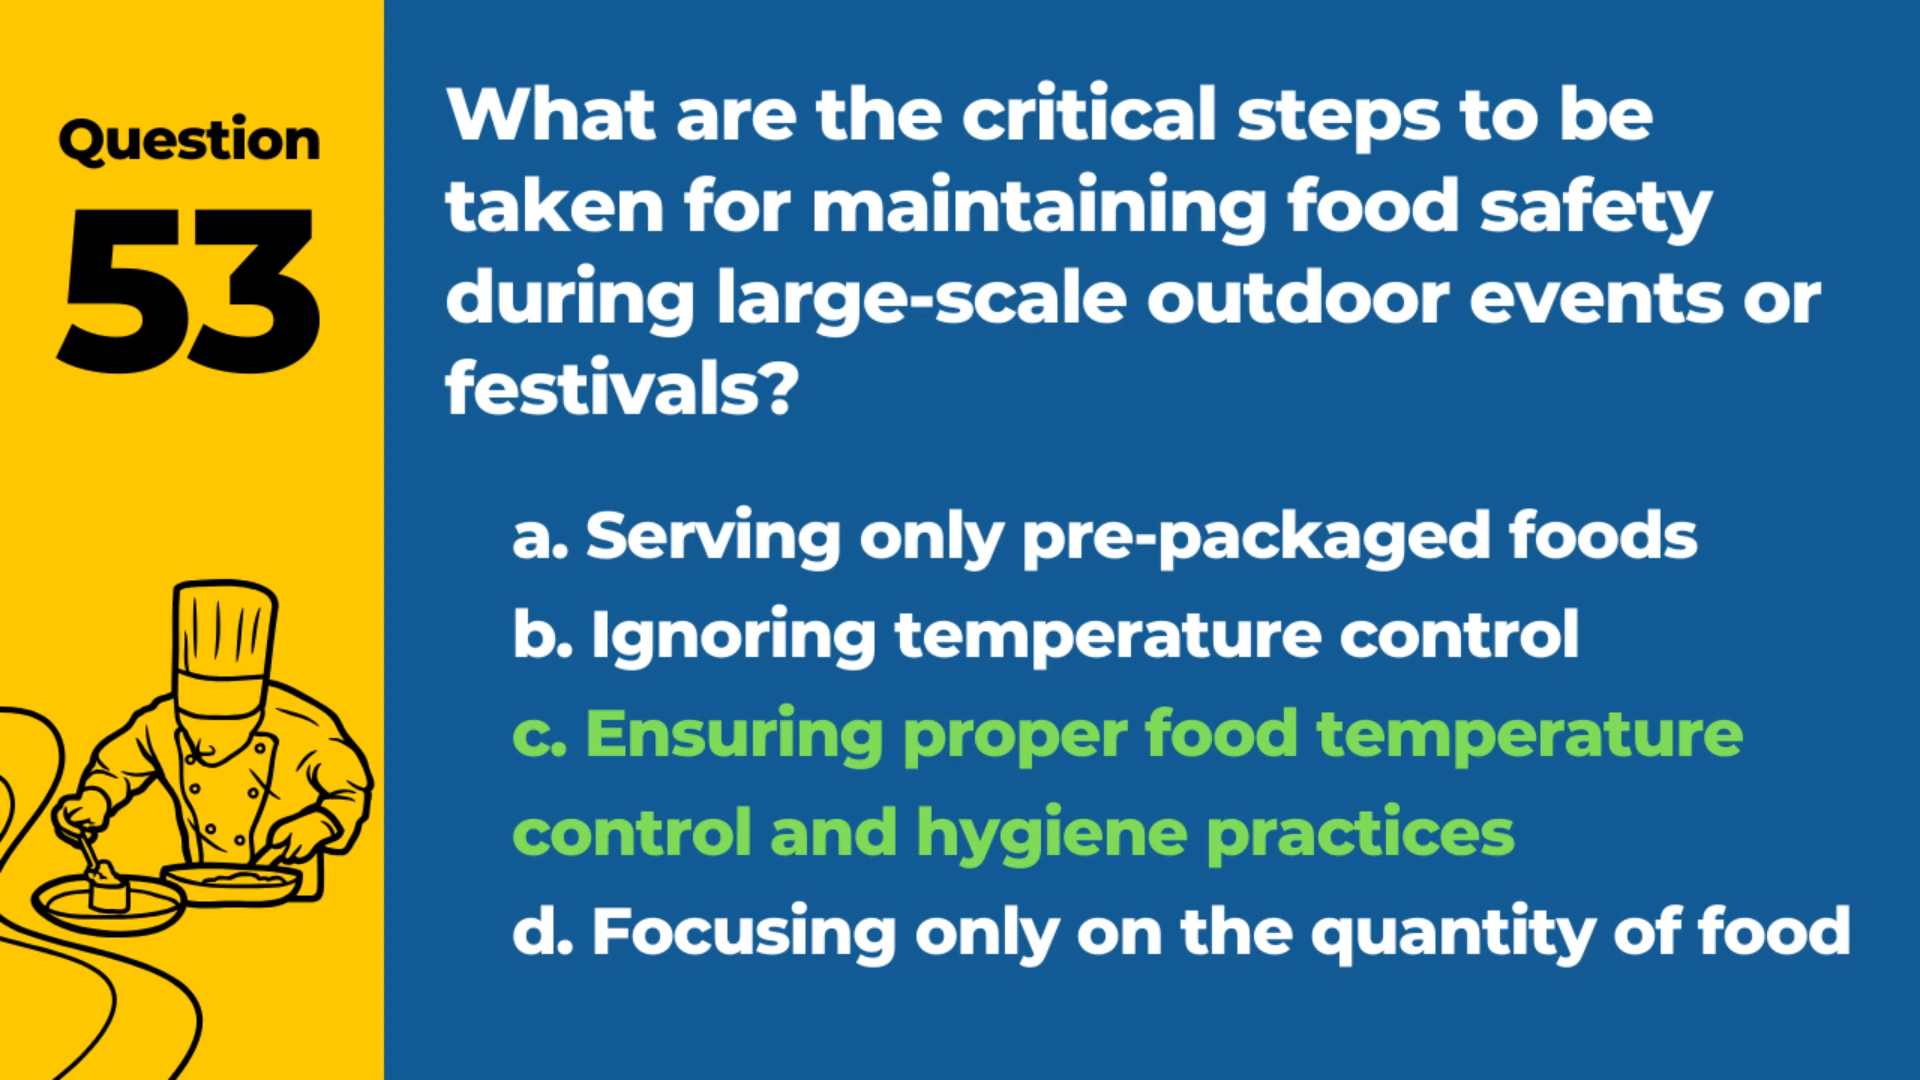 Question
53
What are the critical steps to be
taken for maintaining food safety
during large-scale outdoor events or
festivals?
a. Serving only pre-packaged foods
b. Ignoring temperature control
c. Ensuring proper food temperature
control and hygiene practices
d. Focusing only on the quantity of food